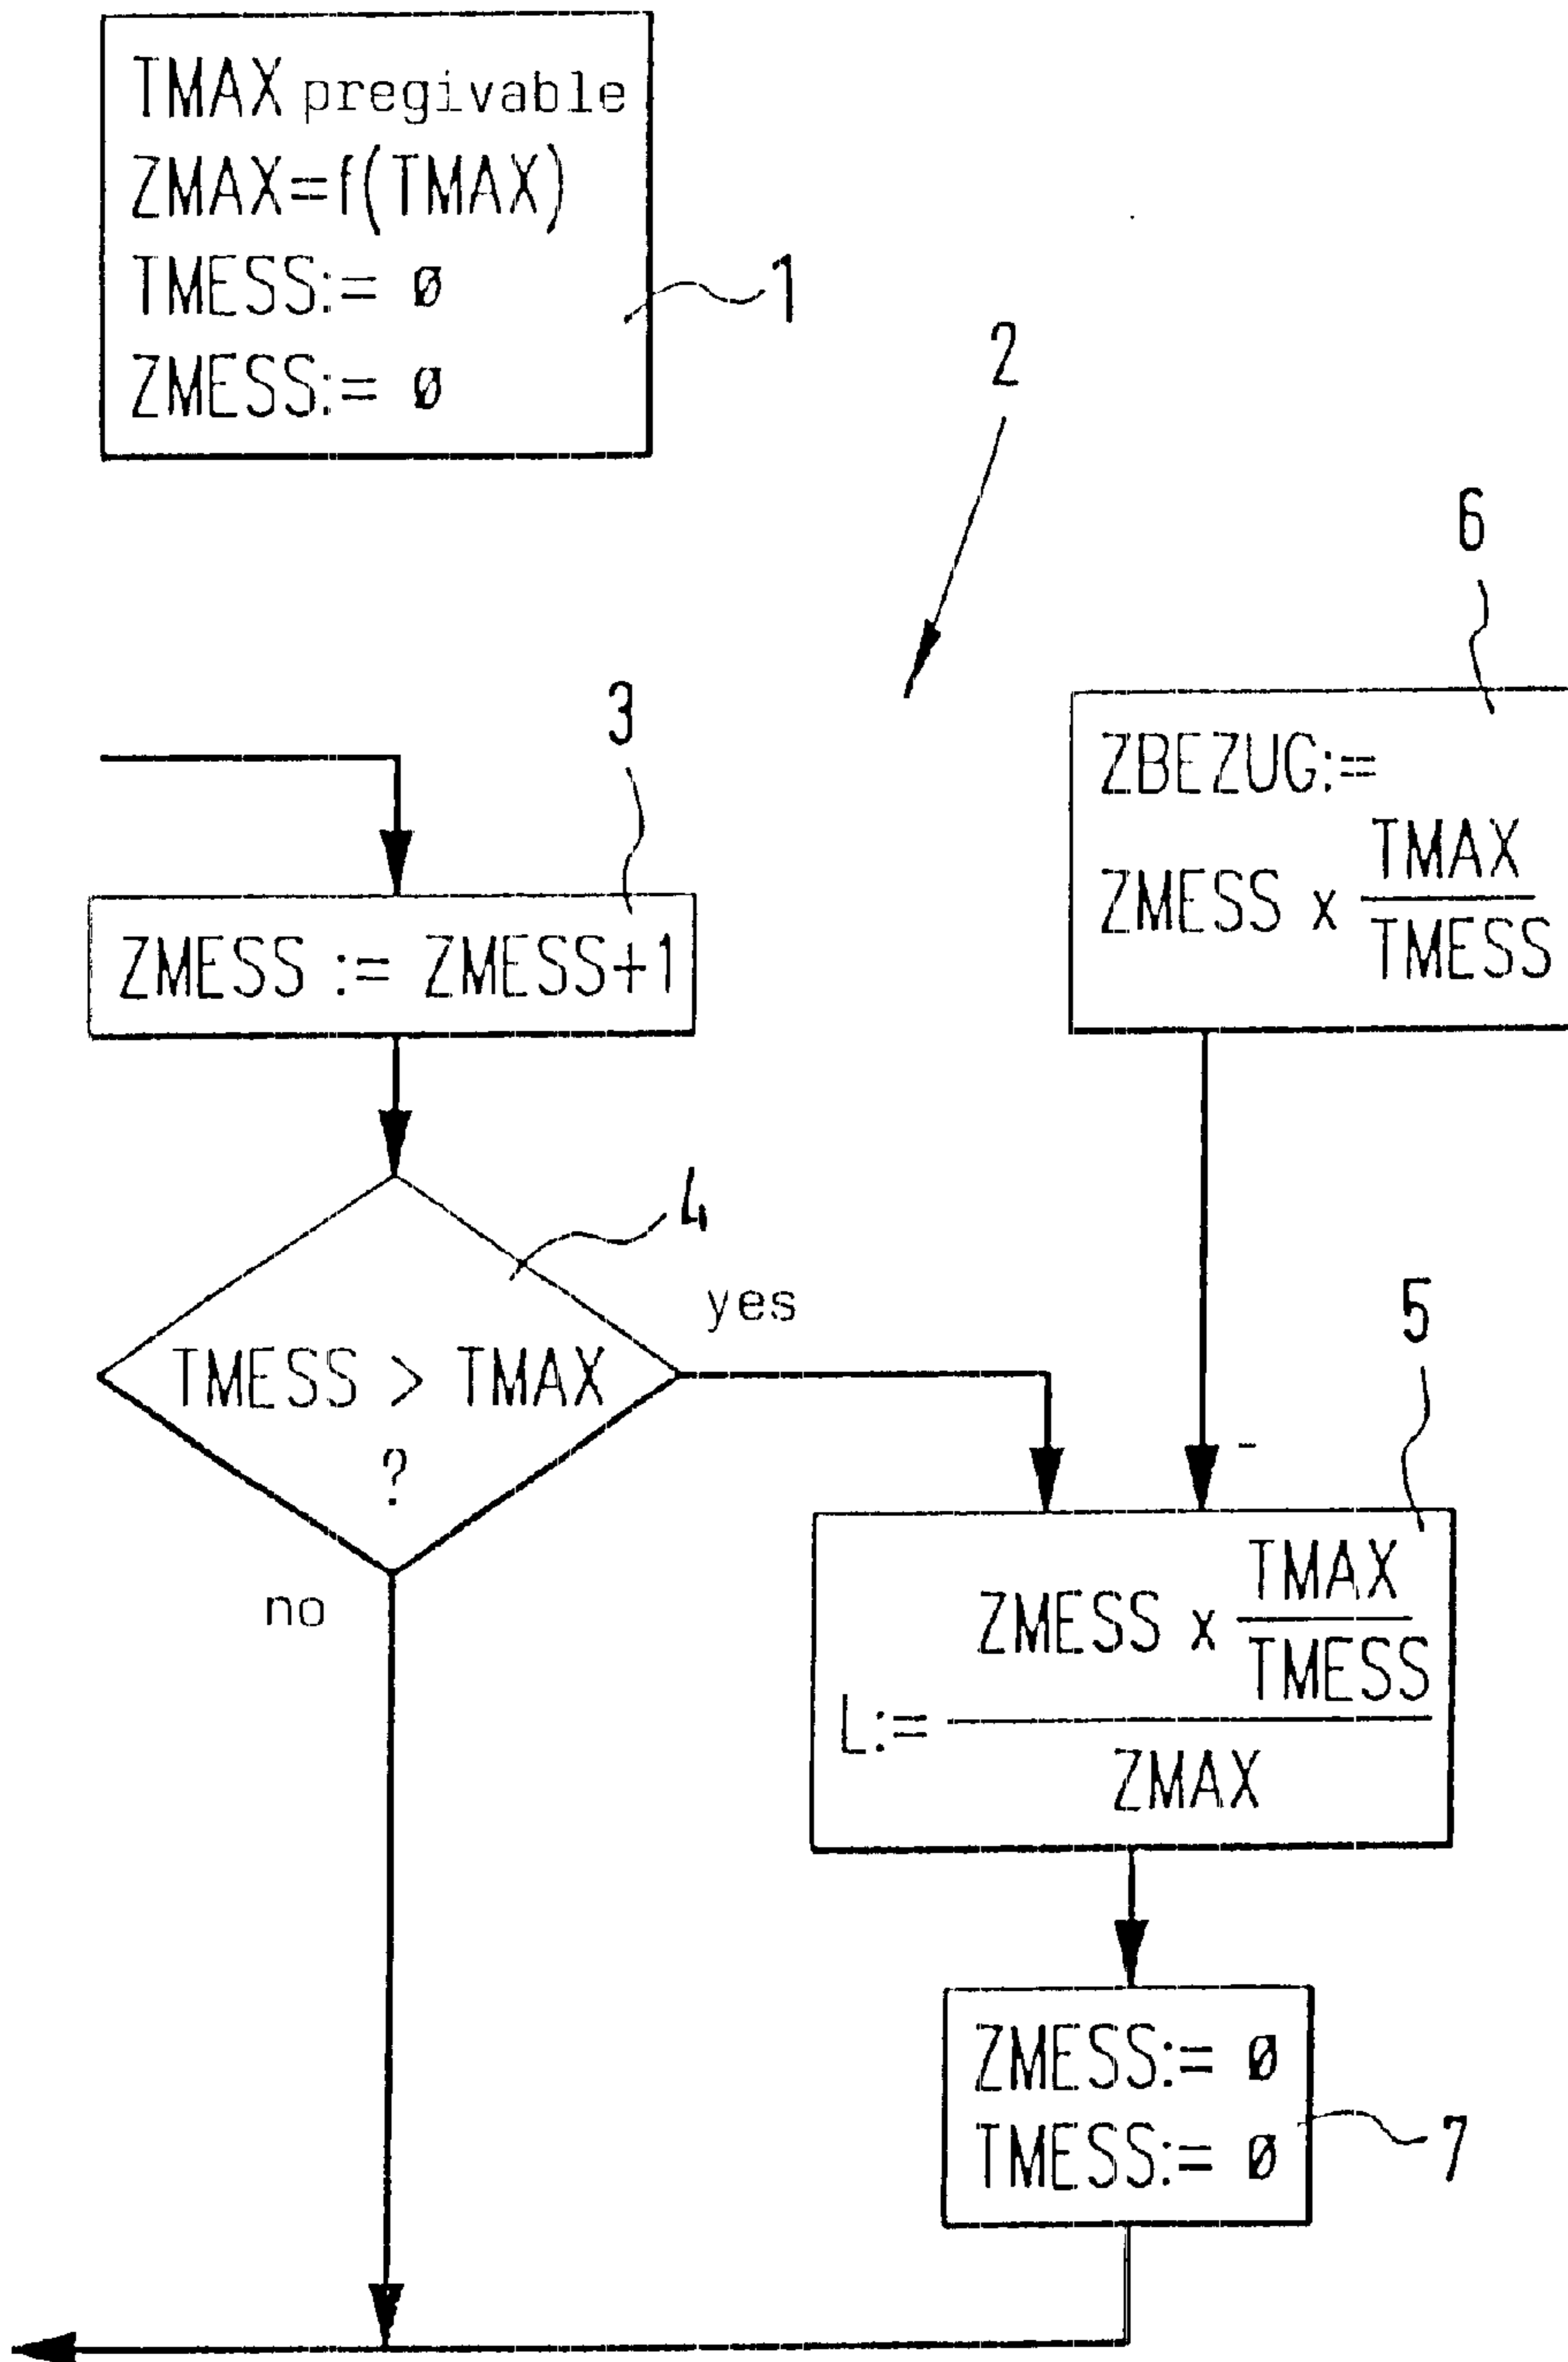 TMAX pregivable
ZMAX=f(TMAX)
TMESS:= ø
ZMESS:= ø
1
2
3
ZMESS := ZMESS+1
4
TMESS > TMAX
?
yes
no
6
ZBEZUG:=
ZMESS x TMAX
TMESS
5
ZMESS x TMAX
TMESS
L:=
ZMAX
ZMESS:= ø
TMESS:= ø
7